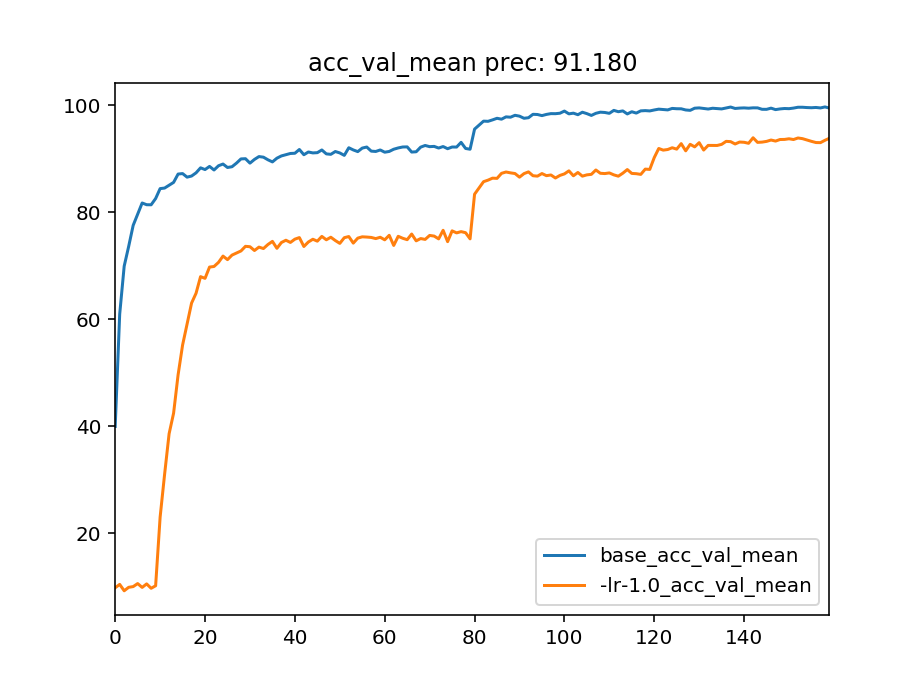 acc_val_mean prec: 91.180
100
80
60
40
20
base_acc_val_mean
-lr-1.0_acc_val_mean
0 20 40 60 80 100 120 140